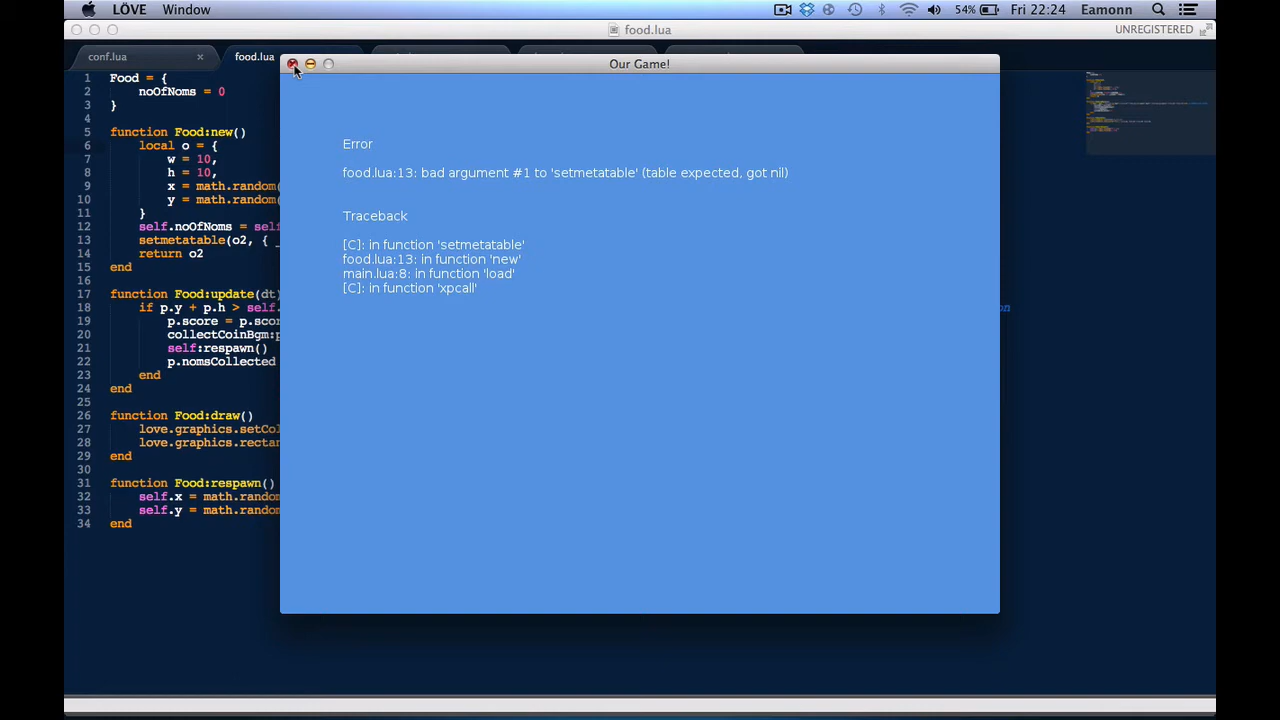 LÖVE Window 54% Fri 22:24 Eamonn
food.lua UNREGISTERED
conf.lua × food.lua
Our Game!
1 Food = {
2 noOfNoms = 0
3 }
4
5 function Food:new()
6 local o = {
7 w = 10,
8 h = 10,
9 x = math.random(
10 y = math.random(
11 }
12 self.noOfNoms = self
13 setmetatable(o2, { _
14 return o2
15 end
16
17 function Food:update(dt)
18 if p.y + p.h > self.
19 p.score = p.scor
20 collectCoinBgm:p
21 self:respawn()
22 p.nomsCollected
23 end
24 end
25
26 function Food:draw()
27 love.graphics.setCol
28 love.graphics.rectan
29 end
30
31 function Food:respawn()
32 self.x = math.random
33 self.y = math.random
34 end
Error
food.lua:13: bad argument #1 to 'setmetatable' (table expected, got nil)
Traceback
[C]: in function 'setmetatable'
food.lua:13: in function 'new'
main.lua:8: in function 'load'
[C]: in function 'xpcall'
on